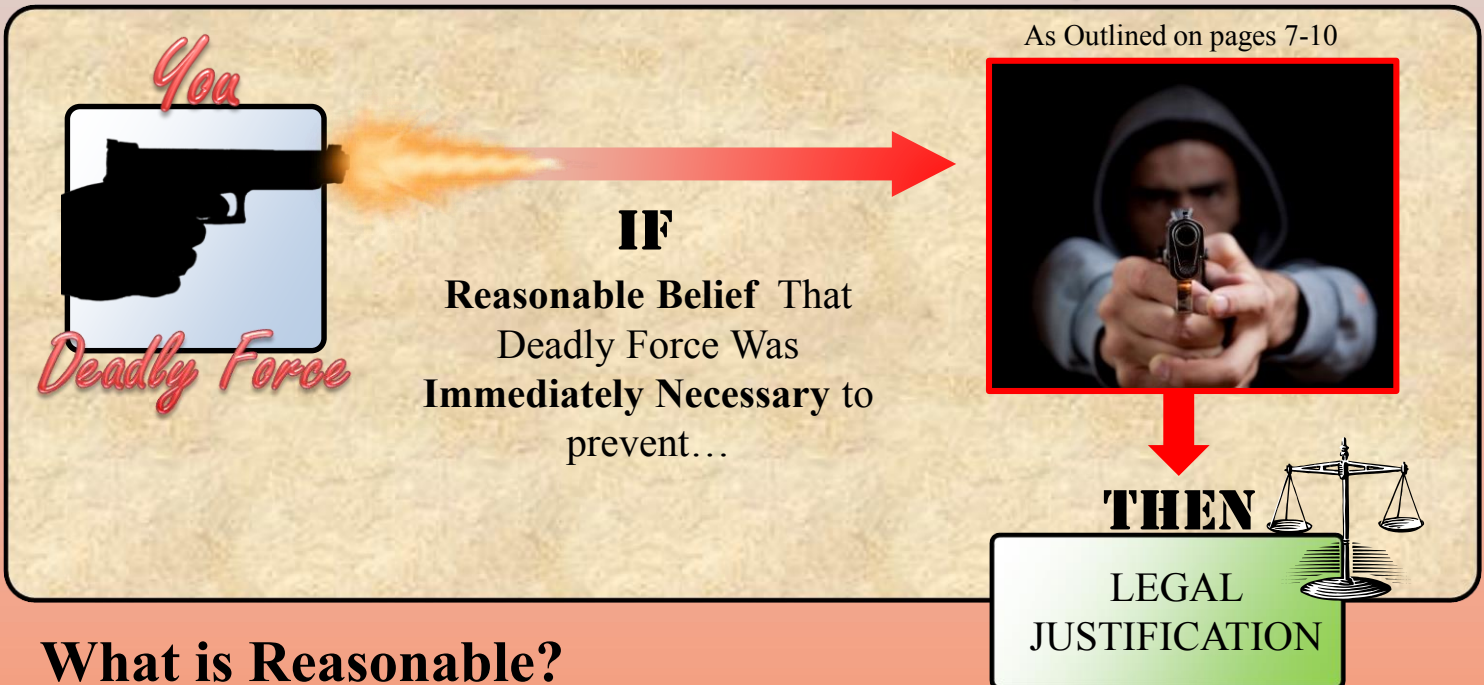 As Outlined on pages 7-10
You
Deadly Force
IF
Reasonable Belief That
Deadly Force Was
Immediately Necessary to
prevent…
THEN
LEGAL
JUSTIFICATION
What is Reasonable?